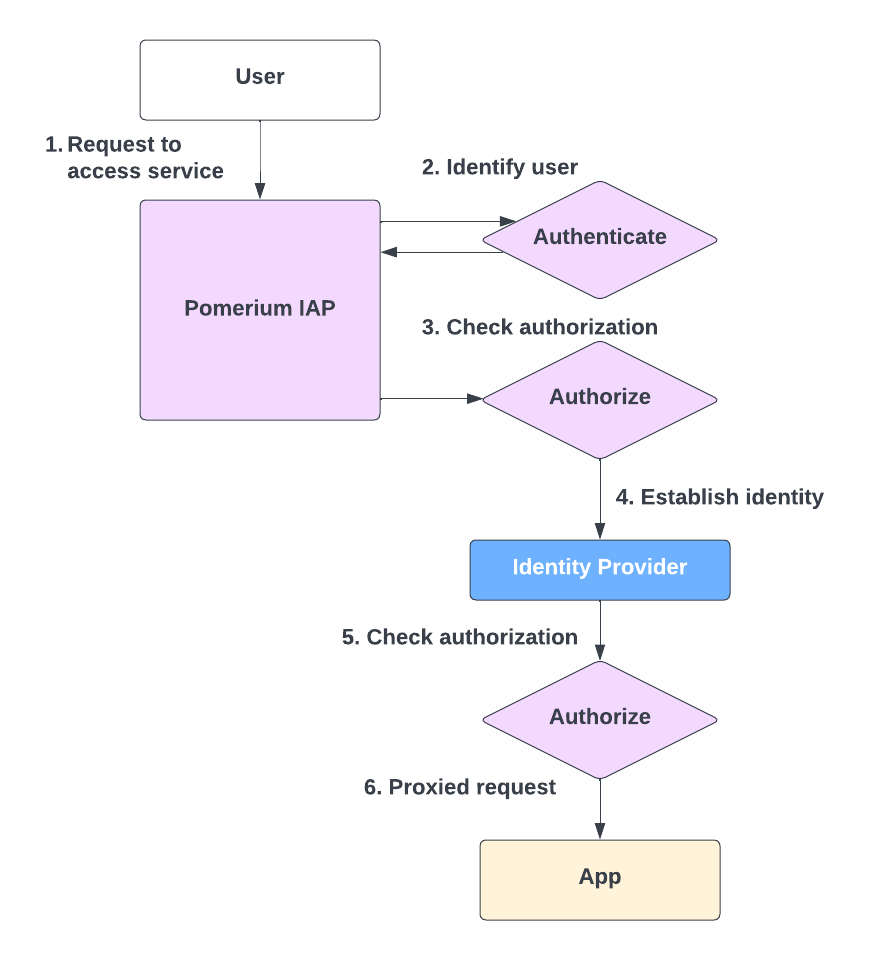 User
1. Request to
access service
2. Identify user
Authenticate
Pomerium IAP
3. Check authorization
Authorize
4. Establish identity
Identity Provider
5. Check authorization
Authorize
6. Proxied request
App